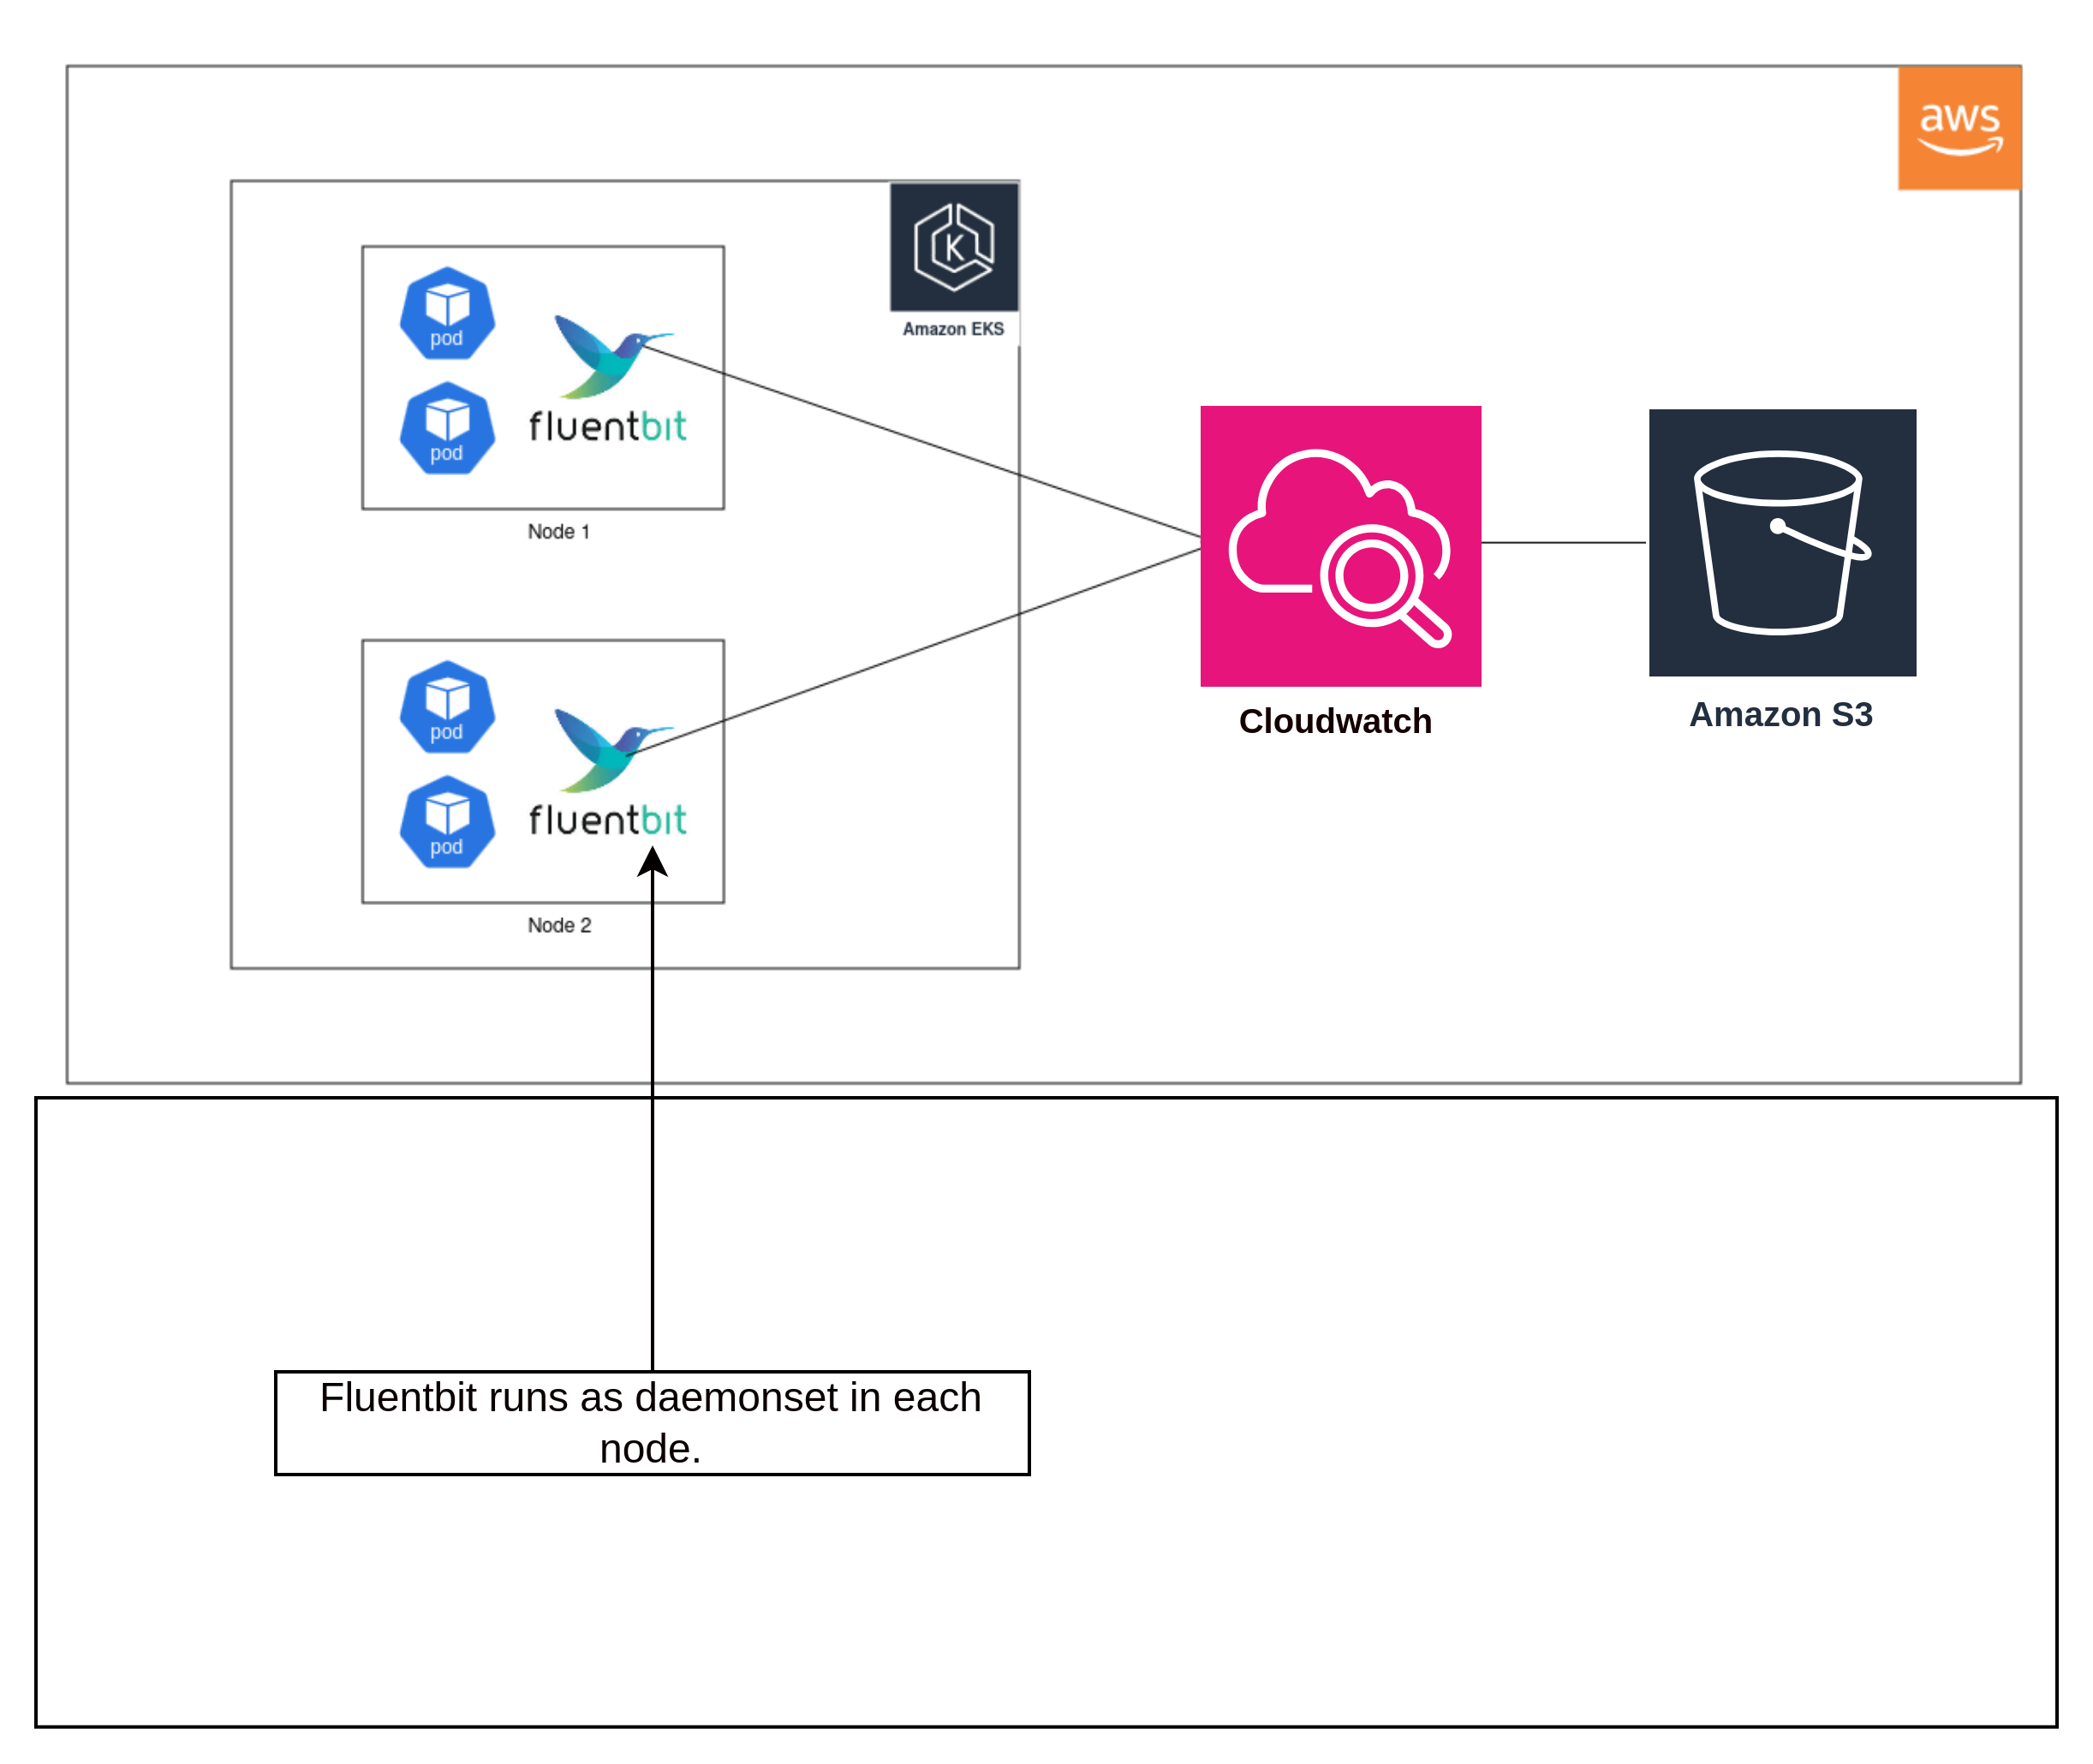 aws
Amazon EKS
pod
pod
fluentbit
Node 1
Cloudwatch
Amazon S3
pod
pod
fluentbit
Node 2
Fluentbit runs as daemonset in each
node.